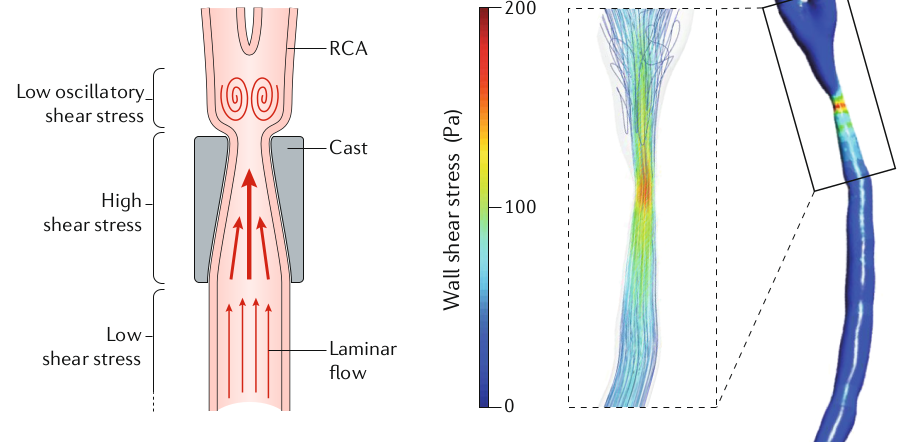 RCA
Low oscillatory
shear stress
Cast
High
shear stress
Low
shear stress
Laminar
flow
Wall shear stress (Pa)
200
100
0